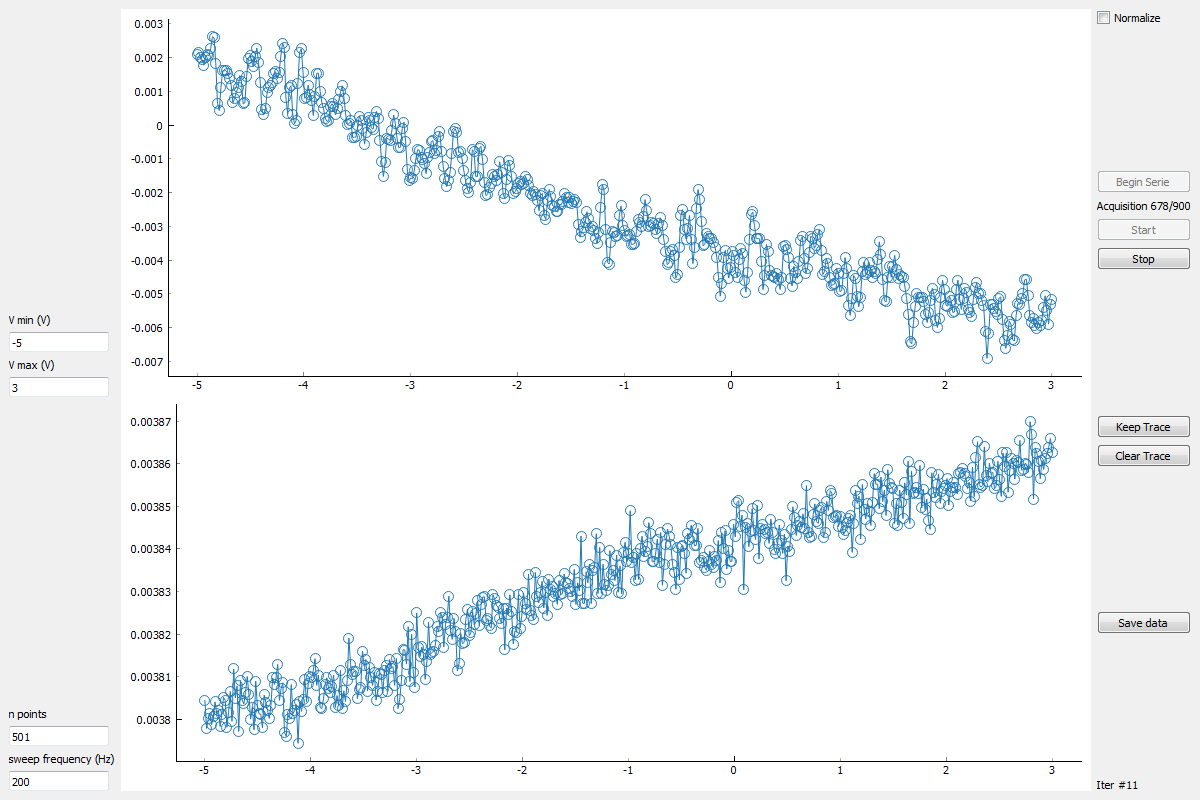 Normalize
Begin Serie
Acquisition 678/900
Start
Stop
V min (V)
-5
V max (V)
3
0.003
0.002
0.001
0
-0.001
-0.002
-0.003
-0.004
-0.005
-0.006
-0.007
-5 -4 -3 -2 -1 0 1 2 3
Keep Trace
Clear Trace
Save data
0.00387
0.00386
0.00385
0.00384
0.00383
0.00382
0.00381
0.0038
-5 -4 -3 -2 -1 0 1 2 3
n points
501
sweep frequency (Hz)
200
Iter #11